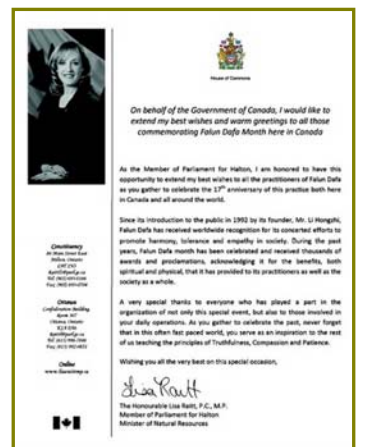 House of Commons
On behalf of the Government of Canada, I would like to
extend my best wishes and warm greetings to all those
commemorating Falun Dafa Month here in Canada
As the Member of Parliament for Halton, I am honored to have this
opportunity to extend my best wishes to all the practitioners of Falun Dafa
as you gather to celebrate the 17th anniversary of this practice both here
in Canada and all around the world.
Since its introduction to the public in 1992 by its founder, Mr. Li Hongzhi,
Falun Dafa has received worldwide recognition for its concerted efforts to
promote harmony, tolerance and empathy in society. During the past
years, Falun Dafa month has been celebrated and received thousands of
awards and proclamations, acknowledging it for the benefits, both
spiritual and physical, that it has provided to its practitioners as well as the
society as a whole.
A very special thanks to everyone who has played a part in the
organization of not only this special event, but also to those involved in
your daily operations. As you gather to celebrate the past, never forget
that in this often fast paced world, you serve as an inspiration to the rest
of us teaching the principles of Truthfulness, Compassion and Patience.
Wishing you all the very best on this special occasion,
Lisa Raitt
The Honourable Lisa Raitt, P.C., M.P.
Member of Parliament for Halton
Minister of Natural Resources
Constituency
Main Street East
Milton, Ontario
Ottawa
Confederation Building
Ottawa, Ontario
Online